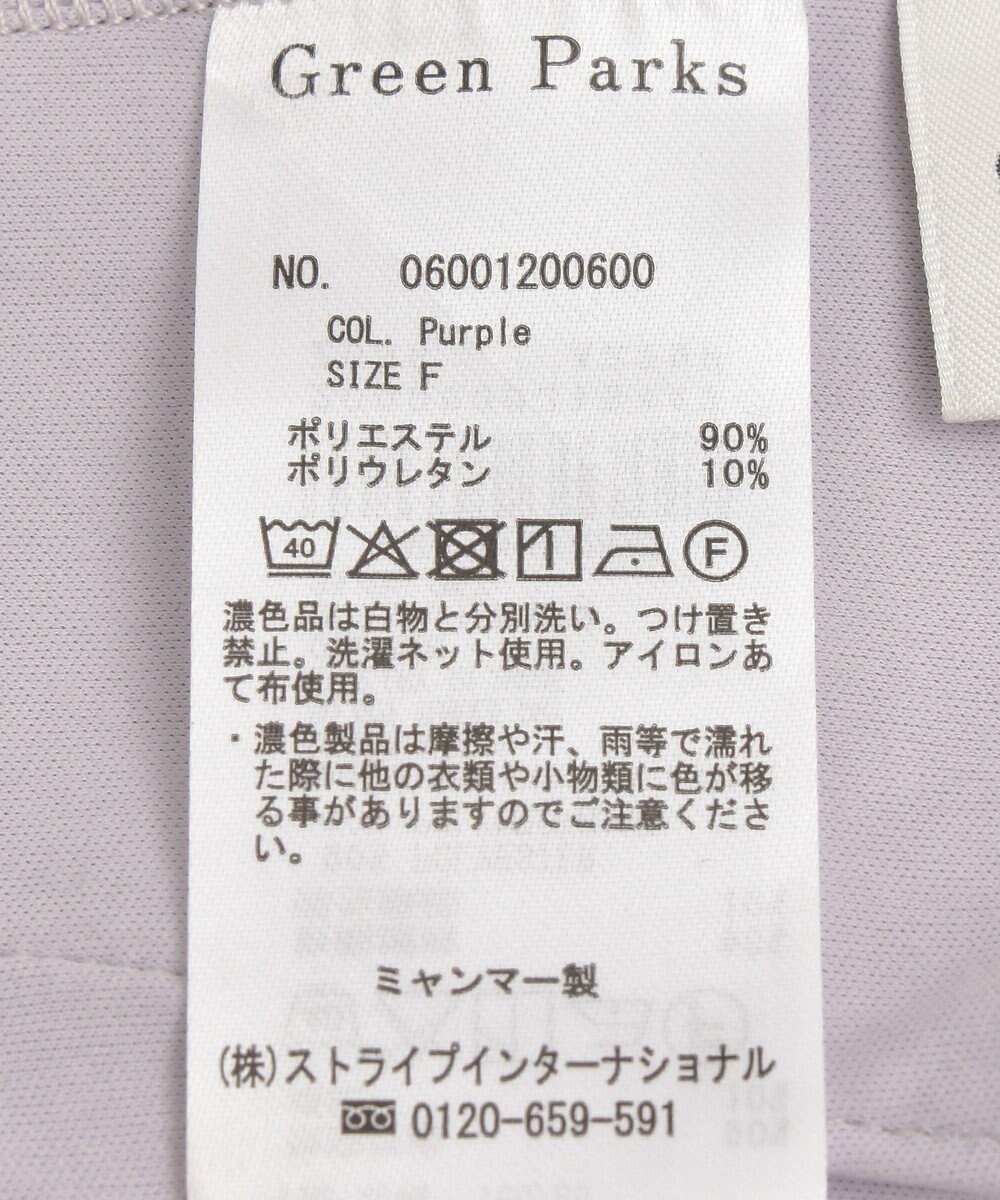 Green Parks
NO. 06001200600
COL. Purple
SIZE F
ポリエステル 90%
ポリウレタン 10%
40 F
濃色品は白物と分別洗い。つけ置き
禁止。洗濯ネット使用。アイロンあ
て布使用。
・濃色製品は摩擦や汗、雨等で濡れ
た際に他の衣類や小物類に色が移
る事がありますのでご注意くださ
い。
ミャンマー製
(株)ストライプインターナショナル
0120-659-591